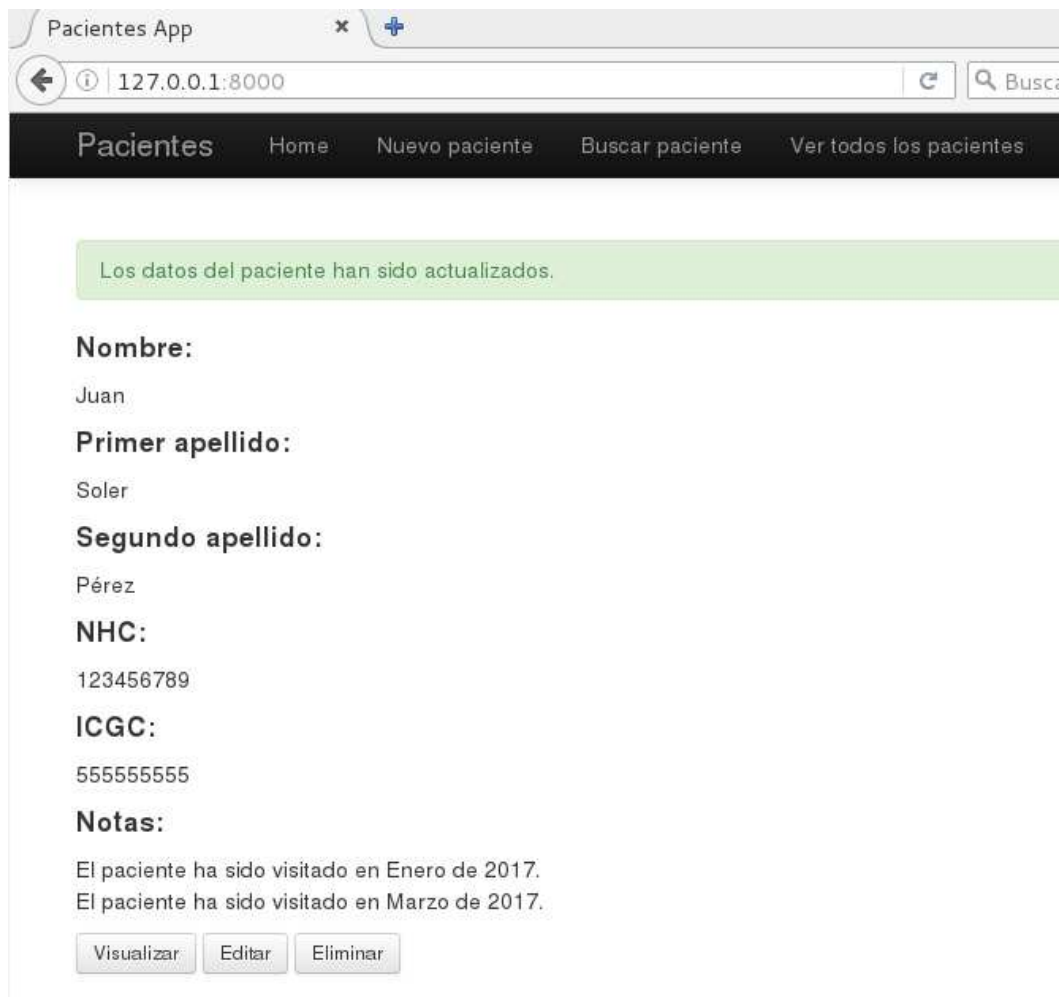 Pacientes App
127.0.0.1:8000
Pacientes Home Nuevo paciente Buscar paciente Ver todos los pacientes
Los datos del paciente han sido actualizados.
Nombre:
Juan
Primer apellido:
Soler
Segundo apellido:
Pérez
NHC:
123456789
ICGC:
555555555
Notas:
El paciente ha sido visitado en Enero de 2017.
El paciente ha sido visitado en Marzo de 2017.
Visualizar Editar Eliminar